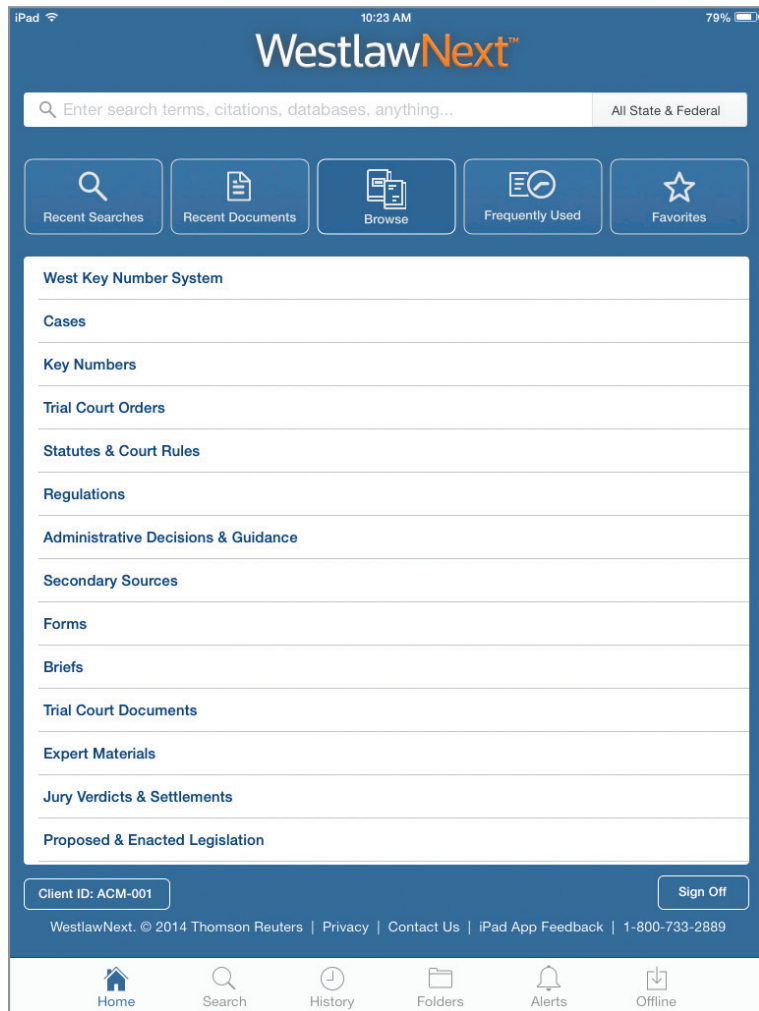 iPad 10:23 AM 79%
WestlawNext™
Enter search terms, citations, databases, anything... All State & Federal
Recent Searches Recent Documents Browse Frequently Used Favorites
West Key Number System
Cases
Key Numbers
Trial Court Orders
Statutes & Court Rules
Regulations
Administrative Decisions & Guidance
Secondary Sources
Forms
Briefs
Trial Court Documents
Expert Materials
Jury Verdicts & Settlements
Proposed & Enacted Legislation
Client ID: ACM-001 Sign Off
WestlawNext. © 2014 Thomson Reuters | Privacy | Contact Us | iPad App Feedback | 1-800-733-2889
Home Search History Folders Alerts Offline